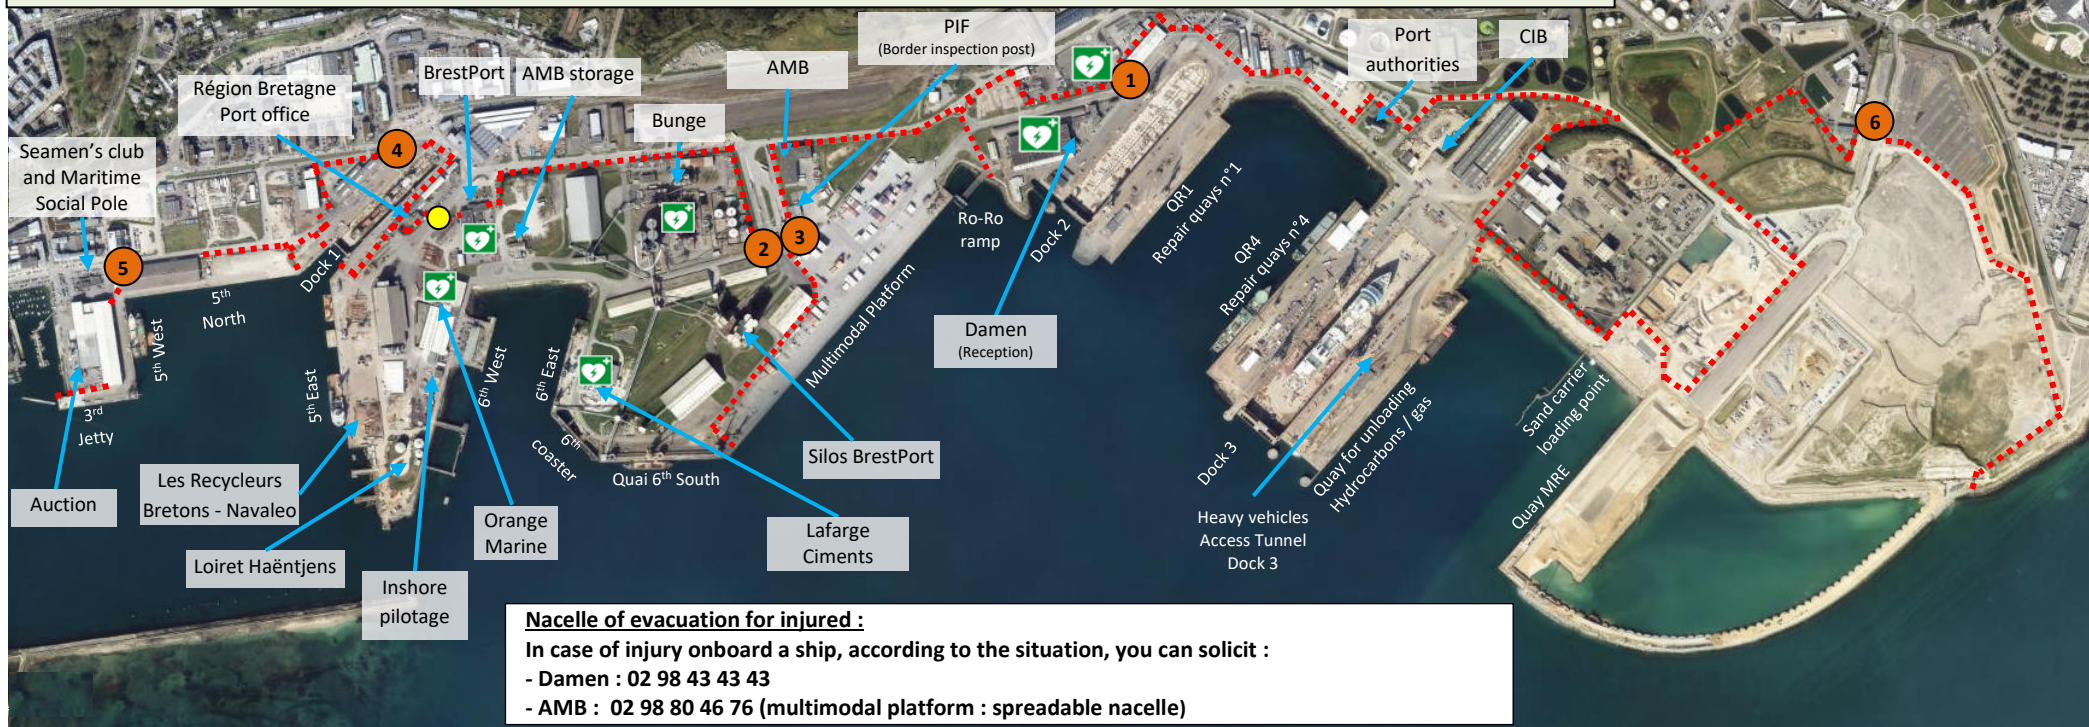 PIF
(Border inspection post)
Port
authorities
CIB
BrestPort
AMB storage
AMB
Région Bretagne
Port office
Bunge
Seamen's club
and Maritime
Social Pole
1
2
3
4
5
6
Ro-Ro
ramp
Dock 2
QR1
Repair quays n°1
QR4
Repair quays n°4
Dock 1
5th
North
5th West
5th East
6th West
6th East
6th
coaster
Quai 6th South
Multimodal Platform
3rd
Jetty
Damen
(Reception)
Auction
Les Recycleurs
Bretons - Navaleo
Loiret Haëntjens
Inshore
pilotage
Orange
Marine
Silos BrestPort
Lafarge
Ciments
Dock 3
Heavy vehicles
Access Tunnel
Dock 3
Quay for unloading
Hydrocarbons / gas
Sand carrier
loading point
Quay MRE
Nacelle of evacuation for injured :
In case of injury onboard a ship, according to the situation, you can solicit :
- Damen : 02 98 43 43 43
- AMB : 02 98 80 46 76 (multimodal platform : spreadable nacelle)